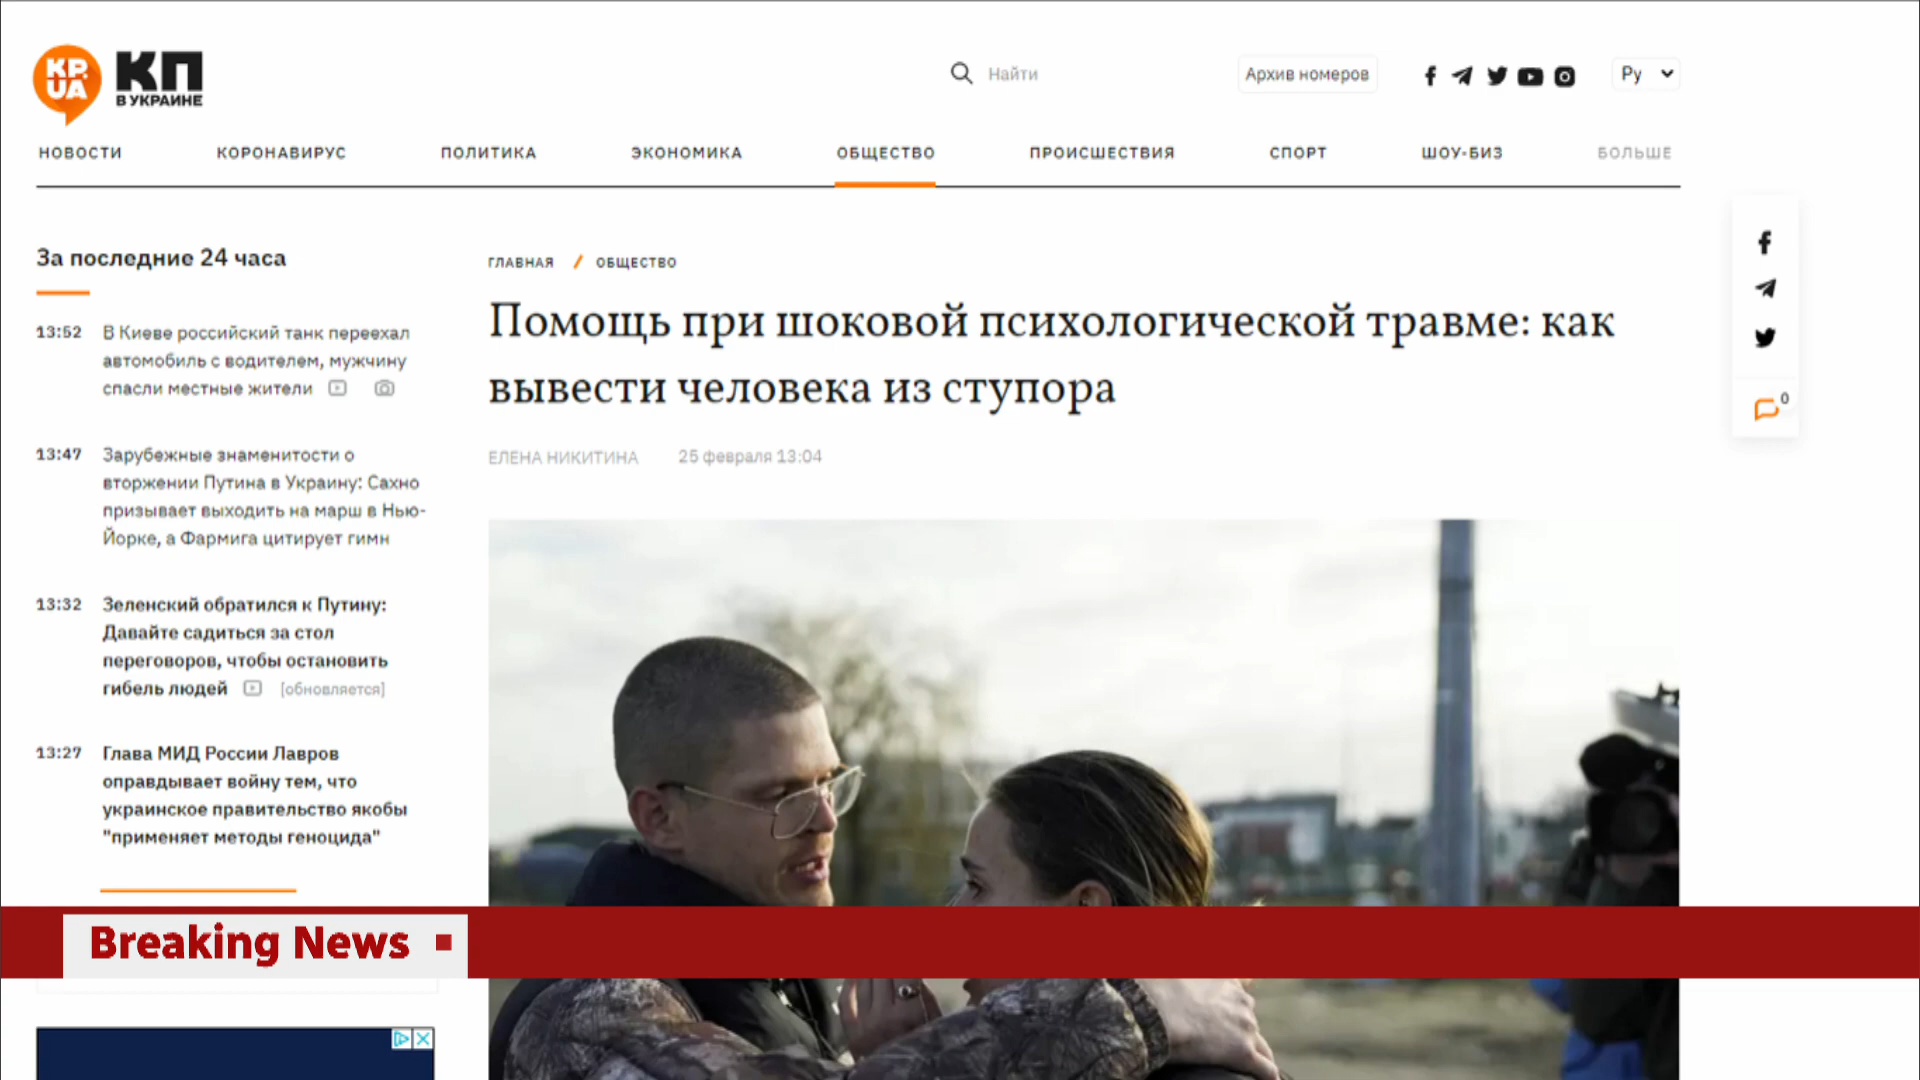 KP.
UA
КП
В УКРАИНЕ
Найти
Архив номеров
Ру
НОВОСТИ
КОРОНАВИРУС
ПОЛИТИКА
ЭКОНОМИКА
ОБЩЕСТВО
ПРОИСШЕСТВИЯ
СПОРТ
ШОУ-БИЗ
БОЛЬШЕ
За последние 24 часа
13:52
В Киеве российский танк переехал
автомобиль с водителем, мужчину
спасли местные жители
13:47
Зарубежные знаменитости о
вторжении Путина в Украину: Сахно
призывает выходить на марш в Нью-
Йорке, а Фармига цитирует гимн
13:32
Зеленский обратился к Путину:
Давайте садиться за стол
переговоров, чтобы остановить
гибель людей [обновляется]
13:27
Глава МИД России Лавров
оправдывает войну тем, что
украинское правительство якобы
"применяет методы геноцида"
ГЛАВНАЯ / ОБЩЕСТВО
Помощь при шоковой психологической травме: как
вывести человека из ступора
ЕЛЕНА НИКИТИНА 25 февраля 13:04
0
Breaking News